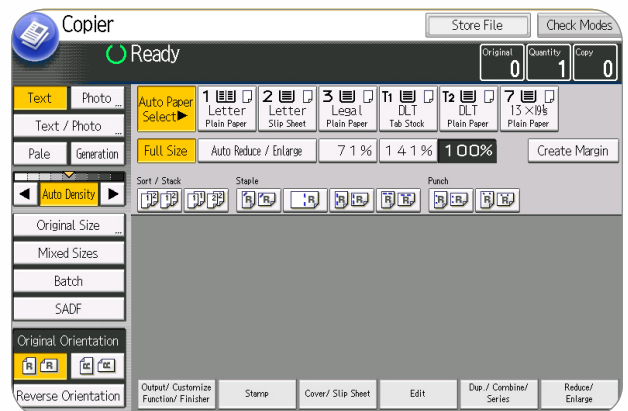 Copier
Store File
Check Modes
Ready
Original
0
Quantity
1
Copy
0
Text
Photo
Text / Photo
Pale
Generation
Auto Density
Original Size
Mixed Sizes
Batch
SADF
Original Orientation
R R R R
Reverse Orientation
Auto Paper
Select►
1
Letter
Plain Paper
2
Letter
Slip Sheet
3
Legal
Plain Paper
T1
DLT
Tab Stock
T2
DLT
Plain Paper
7
13×19⅕
Plain Paper
Full Size
Auto Reduce / Enlarge
71%
141%
100%
Create Margin
Sort / Stack
Staple
Punch
Output/ Customize
Function/ Finisher
Stamp
Cover/ Slip Sheet
Edit
Dup./ Combine/
Series
Reduce/
Enlarge